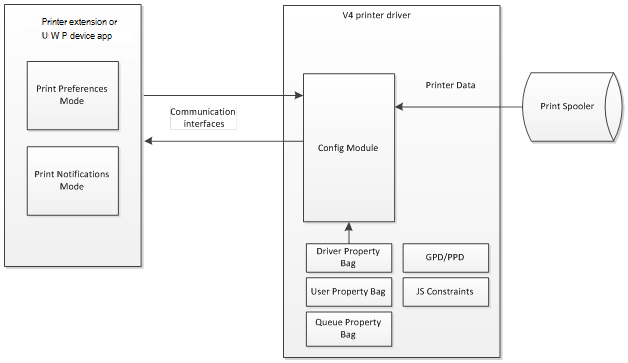 Printer extension or
U W P device app
Print Preferences
Mode
Print Notifications
Mode
Communication
interfaces
V4 printer driver
Config Module
Printer Data
Print Spooler
Driver Property
Bag
GPD/PPD
User Property Bag
JS Constraints
Queue Property
Bag